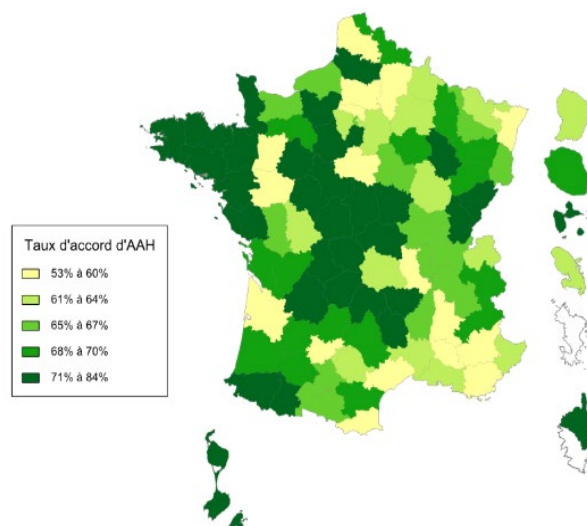 Taux d'accord d'AAH
53% à 60%
61% à 64%
65% à 67%
68% à 70%
71% à 84%